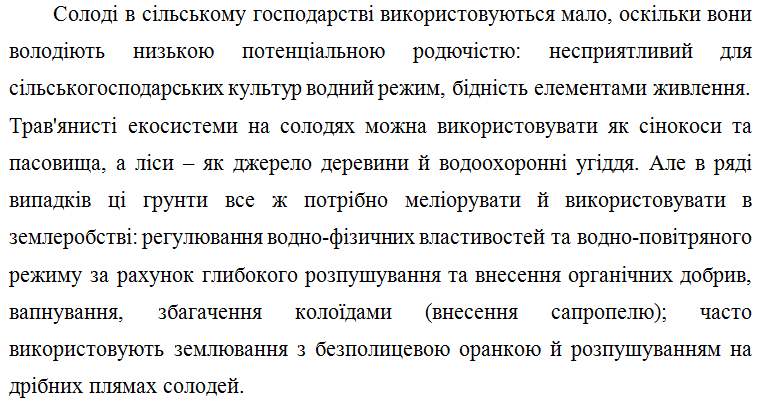 Солоді в сільському господарстві використовуються мало, оскільки вони
володіють низькою потенціальною родючістю: несприятливий для
сільськогосподарських культур водний режим, бідність елементами живлення.
Трав'янисті екосистеми на солодях можна використовувати як сінокоси та
пасовища, а ліси – як джерело деревини й водоохоронні угіддя. Але в ряді
випадків ці грунти все ж потрібно меліорувати й використовувати в
землеробстві: регулювання водно-фізичних властивостей та водно-повітряного
режиму за рахунок глибокого розпушування та внесення органічних добрив,
вапнування, збагачення колоїдами (внесення сапропелю); часто
використовують землювання з безполицевою оранкою й розпушуванням на
дрібних плямах солодей.